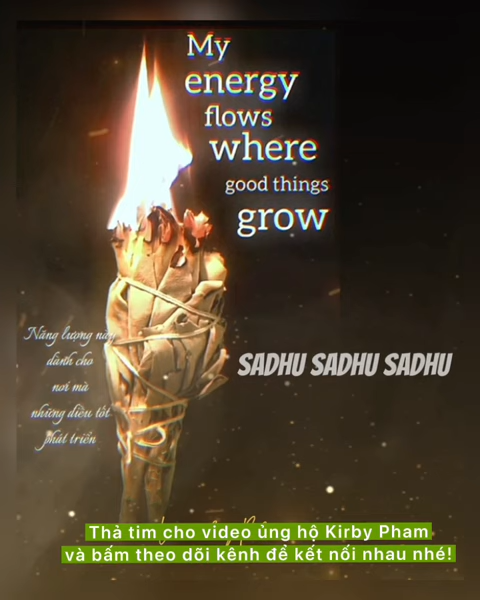 My
energy
flows
where
good things
grow
Năng lượng này
dành cho
nơi mà
những điều tốt
phát triển
SADHU SADHU SADHU
Thả tim cho video ủng hộ Kirby Pham
và bấm theo dõi kênh để kết nối nhau nhé!